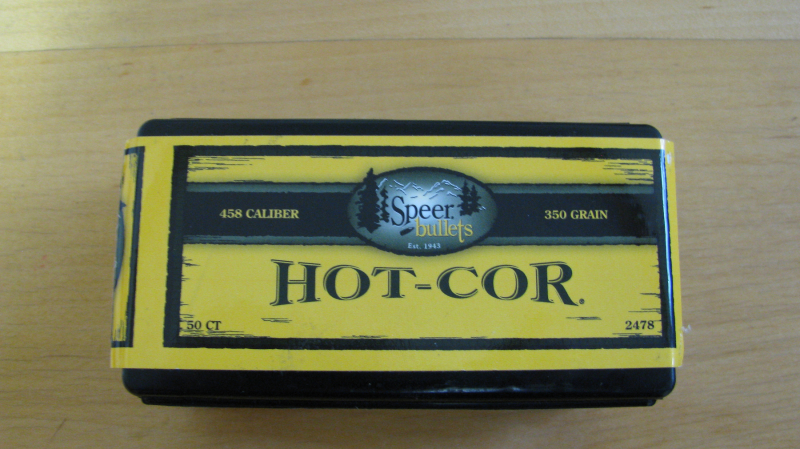 458 CALIBER
Speer
bullets
Est. 1943
350 GRAIN
HOT-COR.
50 CT
2478